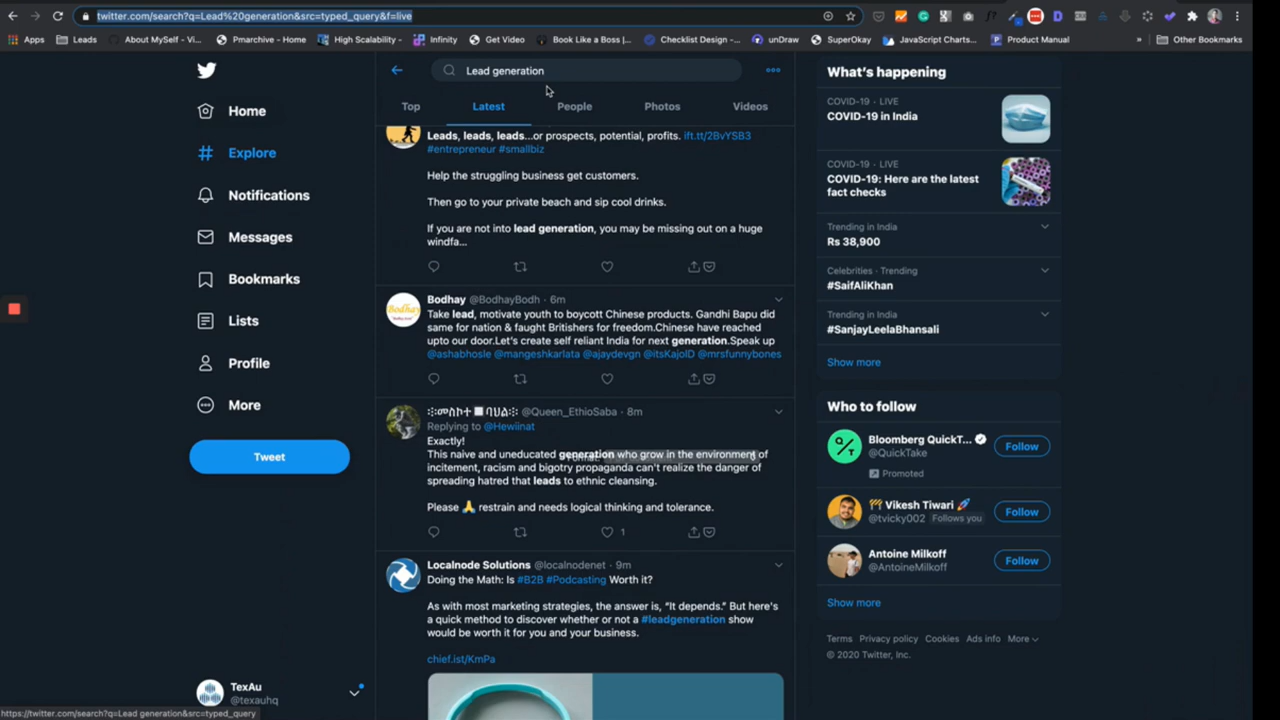 twitter.com/search?q=Lead%20generation&src=typed_query&f=live
Apps
Leads
About MySelf - Vi...
Pmarchive - Home
High Scalability -
Infinity
Get Video
Book Like a Boss |...
Checklist Design -...
unDraw
SuperOkay
JavaScript Charts...
Product Manual
»
Other Bookmarks
Home
Explore
Notifications
Messages
Bookmarks
Lists
Profile
More
Tweet
TexAu
@texauhq
Lead generation
Top
Latest
People
Photos
Videos
Leads, leads, leads...or prospects, potential, profits. ift.tt/2BvYSB3
#entrepreneur #smallbiz
Help the struggling business get customers.
Then go to your private beach and sip cool drinks.
If you are not into lead generation, you may be missing out on a huge
windfa...
Bodhay @BodhayBodh · 6m
Take lead, motivate youth to boycott Chinese products. Gandhi Bapu did
same for nation & faught Britishers for freedom.Chinese have reached
upto our door.Let's create self reliant India for next generation.Speak up
@ashabhosle @mangeshkarlata @ajaydevgn @itsKajolD @mrsfunnybones
@Queen_EthioSaba · 8m
Replying to @Hewiinat
Exactly!
This naive and uneducated generation who grow in the environment of
incitement, racism and bigotry propaganda can't realize the danger of
spreading hatred that leads to ethnic cleansing.
Please 🙏 restrain and needs logical thinking and tolerance.
1
Localnode Solutions @localnodenet · 9m
Doing the Math: Is #B2B #Podcasting Worth it?
As with most marketing strategies, the answer is, "It depends." But here's
a quick method to discover whether or not a #leadgeneration show
would be worth it for you and your business.
chief.ist/KmPa
What's happening
COVID-19 · LIVE
COVID-19 in India
COVID-19 · LIVE
COVID-19: Here are the latest
fact checks
Trending in India
Rs 38,900
Celebrities · Trending
#SaifAliKhan
Trending in India
#SanjayLeelaBhansali
Show more
Who to follow
Bloomberg QuickT...
@QuickTake
Follow
Promoted
🚧 Vikesh Tiwari 🚀
@tvicky002 Follows you
Follow
Antoine Milkoff
@AntoineMilkoff
Follow
Show more
Terms Privacy policy Cookies Ads info More
© 2020 Twitter, Inc.
https://twitter.com/search?q=Lead generation&src=typed_query